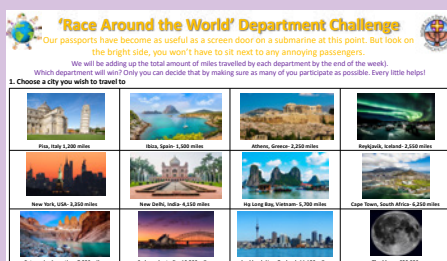 'Race Around the World' Department Challenge
Our passports have become as useful as a screen door on a submarine at this point. But look on
the bright side, you won't have to sit next to any annoying passengers.
We will be adding up the total amount of miles travelled by each department by the end of the week).
Which department will win? Only you can decide that by making sure as many of you participate as possible. Every little helps!
1. Choose a city you wish to travel to
Pisa, Italy 1,200 miles
Ibiza, Spain- 1,500 miles
Athens, Greece- 2,250 miles
Reykjavik, Iceland- 2,550 miles
New York, USA- 3,350 miles
New Delhi, India- 4,150 miles
Ha Long Bay, Vietnam- 5,700 miles
Cape Town, South Africa- 6,250 miles